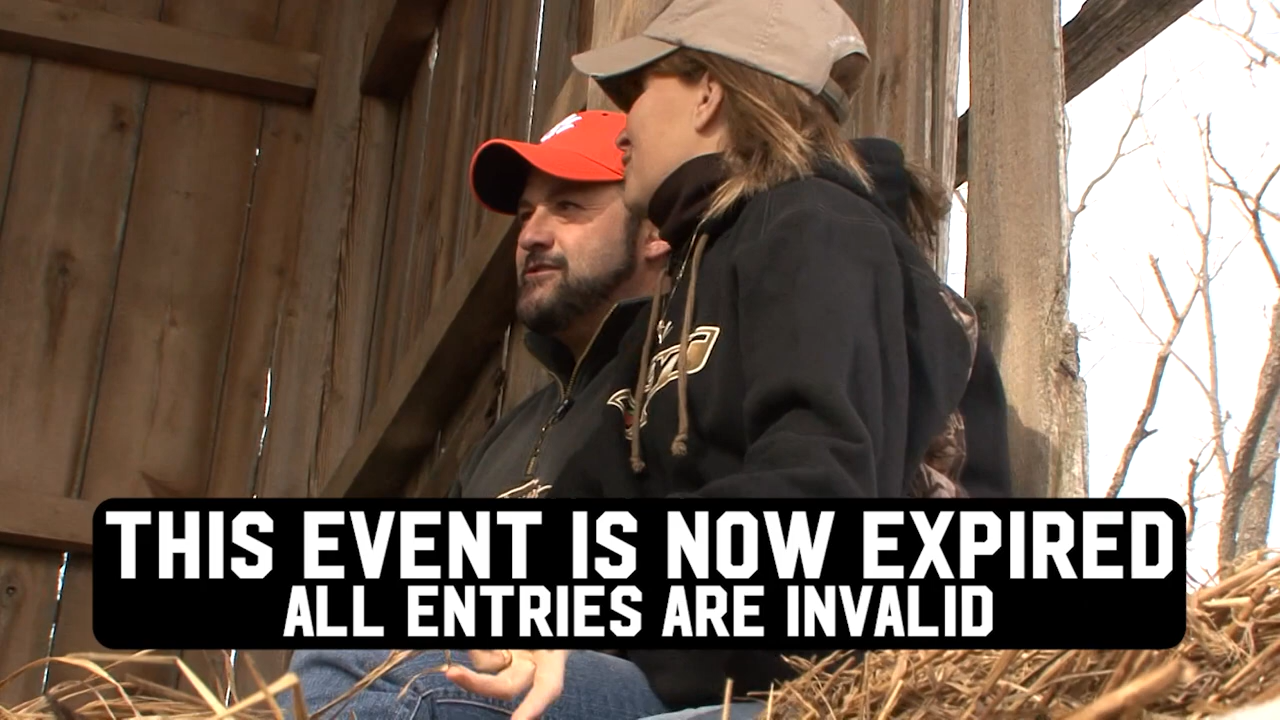 THIS EVENT IS NOW EXPIRED
ALL ENTRIES ARE INVALID